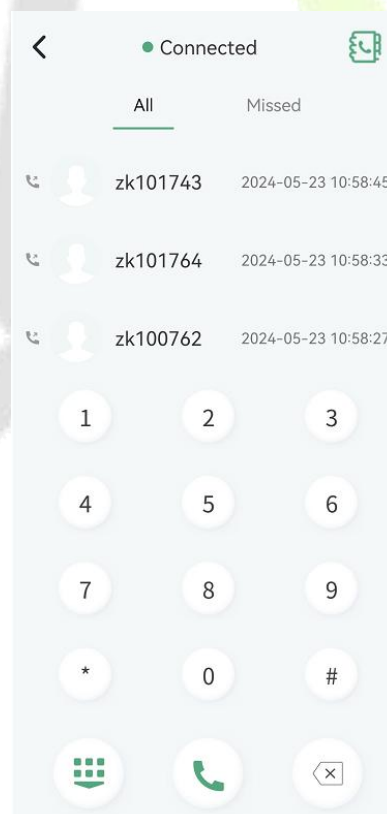 Connected
All Missed
zk101743 2024-05-23 10:58:45
zk101764 2024-05-23 10:58:33
zk100762 2024-05-23 10:58:27
1 2 3
4 5 6
7 8 9
* 0 #